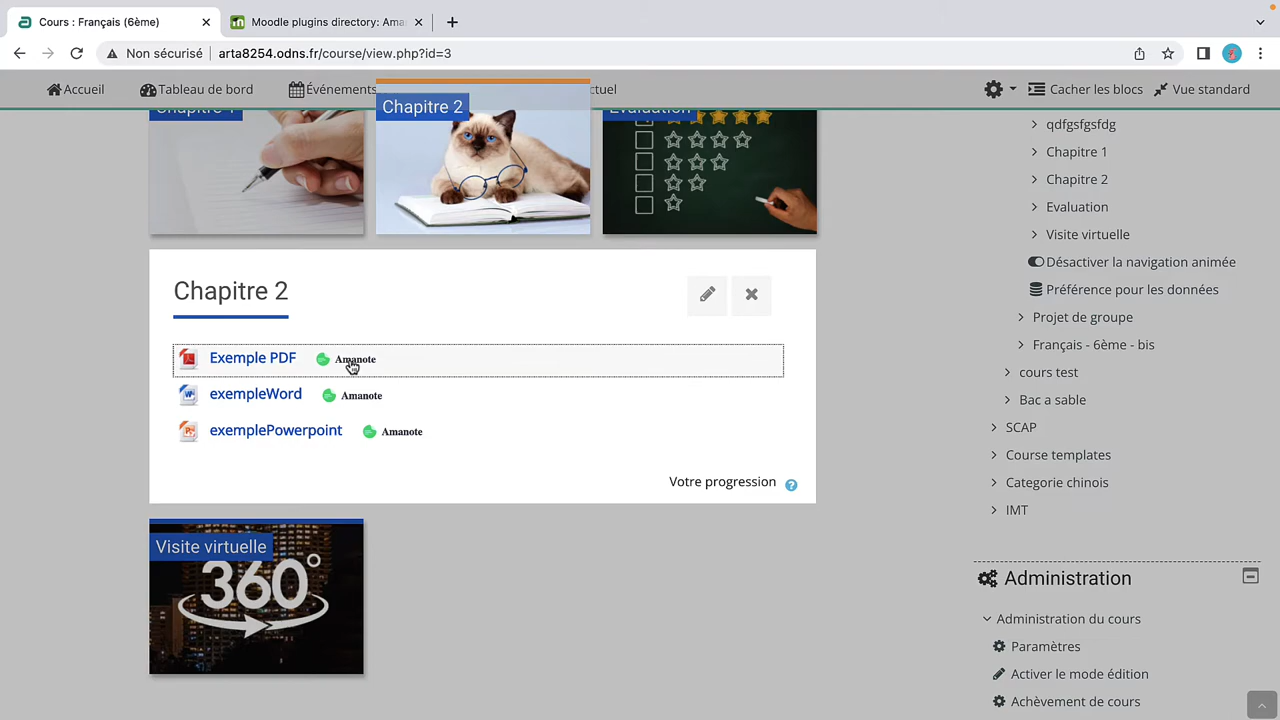 Cours : Français (6ème)
Moodle plugins directory: Ama
Non sécurisé
arta8254.odns.fr/course/view.php?id=3
Accueil
Tableau de bord
Événements
ctuel
Cacher les blocs
Vue standard
Chapitre 1
Chapitre 2
Evaluation
qdfgsfgsfdg
Chapitre 1
Chapitre 2
Evaluation
Visite virtuelle
Désactiver la navigation animée
Préférence pour les données
Projet de groupe
Français - 6ème - bis
cours test
Bac a sable
SCAP
Course templates
Categorie chinois
IMT
Chapitre 2
Exemple PDF Amanote
exempleWord Amanote
exemplePowerpoint Amanote
Votre progression
Visite virtuelle
360°
Administration
Administration du cours
Paramètres
Activer le mode édition
Achèvement de cours